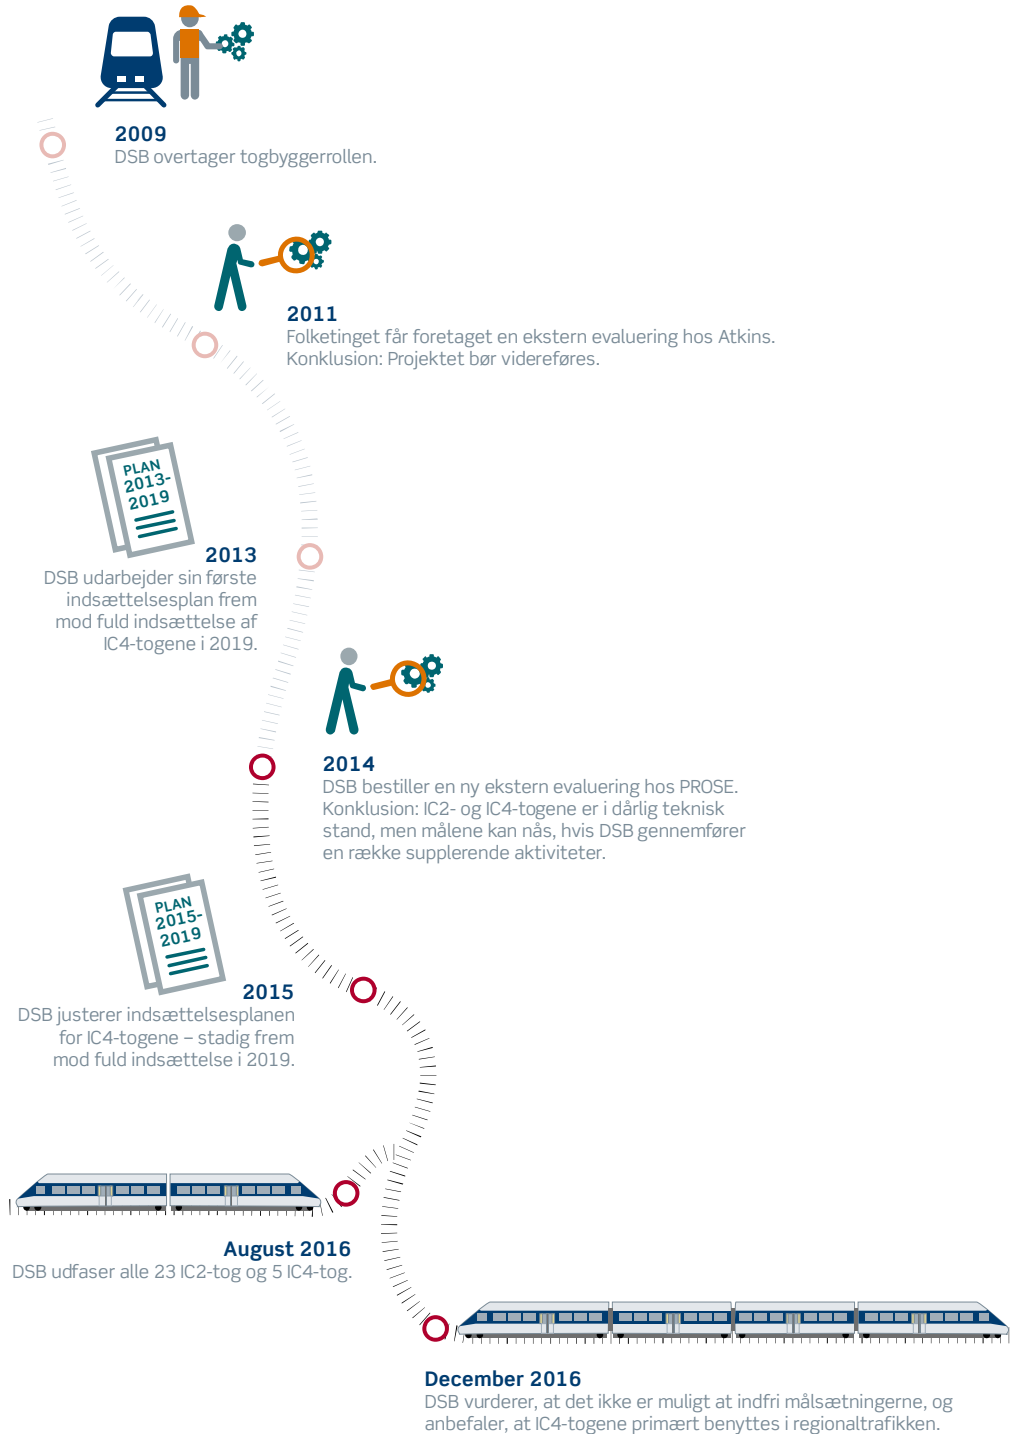 2009
DSB overtager togbyggerrollen.
2011
Folketinget får foretaget en ekstern evaluering hos Atkins.
Konklusion: Projektet bør videreføres.
PLAN
2013-
2019
2013
DSB udarbejder sin første
indsættelsesplan frem
mod fuld indsættelse af
IC4-togene i 2019.
2014
DSB bestiller en ny ekstern evaluering hos PROSE.
Konklusion: IC2- og IC4-togene er i dårlig teknisk
stand, men målene kan nås, hvis DSB gennemfører
en række supplerende aktiviteter.
PLAN
2015-
2019
2015
DSB justerer indsættelsesplanen
for IC4-togene – stadig frem
mod fuld indsættelse i 2019.
August 2016
DSB udfaser alle 23 IC2-tog og 5 IC4-tog.
December 2016
DSB vurderer, at det ikke er muligt at indfri målsætningerne, og
anbefaler, at IC4-togene primært benyttes i regionaltrafikken.